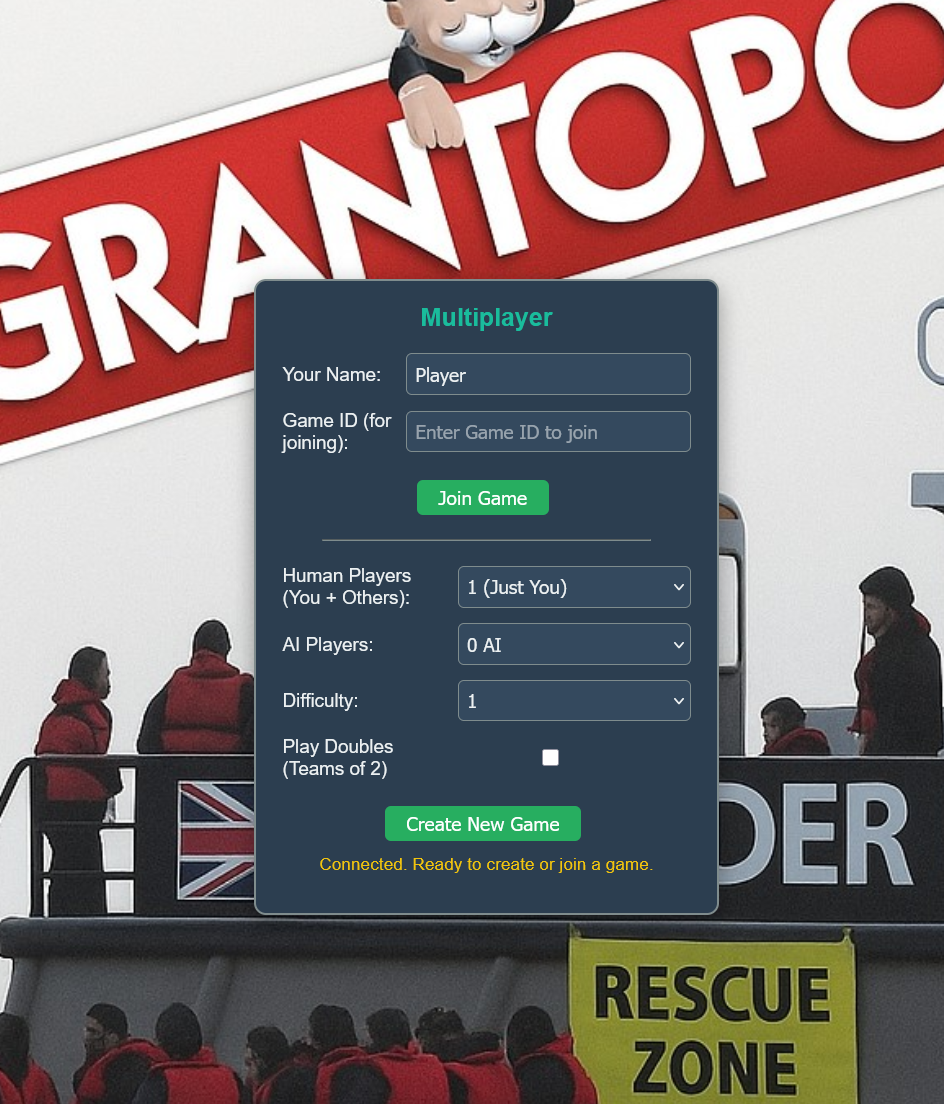 GRANTOPO
Multiplayer
Your Name:
Player
Game ID (for
joining):
Enter Game ID to join
Join Game
Human Players
(You + Others):
1 (Just You)
AI Players:
0 AI
Difficulty:
1
Play Doubles
(Teams of 2)
Create New Game
Connected. Ready to create or join a game.
DER
RESCUE
ZONE